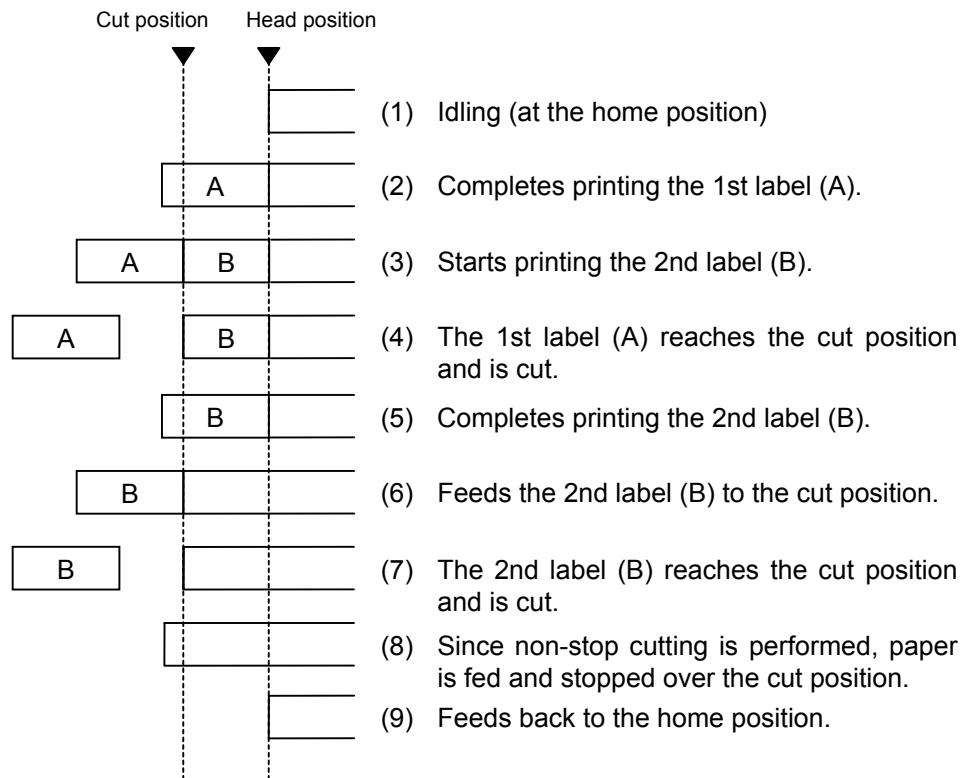 Cut position Head position
(1) Idling (at the home position)
A (2) Completes printing the 1st label (A).
A B (3) Starts printing the 2nd label (B).
A B (4) The 1st label (A) reaches the cut position
and is cut.
B (5) Completes printing the 2nd label (B).
B (6) Feeds the 2nd label (B) to the cut position.
B (7) The 2nd label (B) reaches the cut position
and is cut.
(8) Since non-stop cutting is performed, paper
is fed and stopped over the cut position.
(9) Feeds back to the home position.